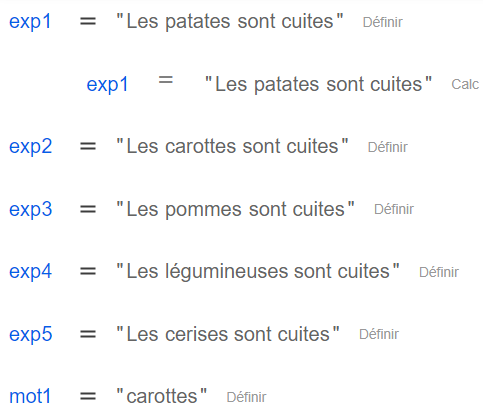 exp1 = "Les patates sont cuites" Définir
exp1 = "Les patates sont cuites" Calc
exp2 = "Les carottes sont cuites" Définir
exp3 = "Les pommes sont cuites" Définir
exp4 = "Les légumineuses sont cuites" Définir
exp5 = "Les cerises sont cuites" Définir
mot1 = "carottes" Définir